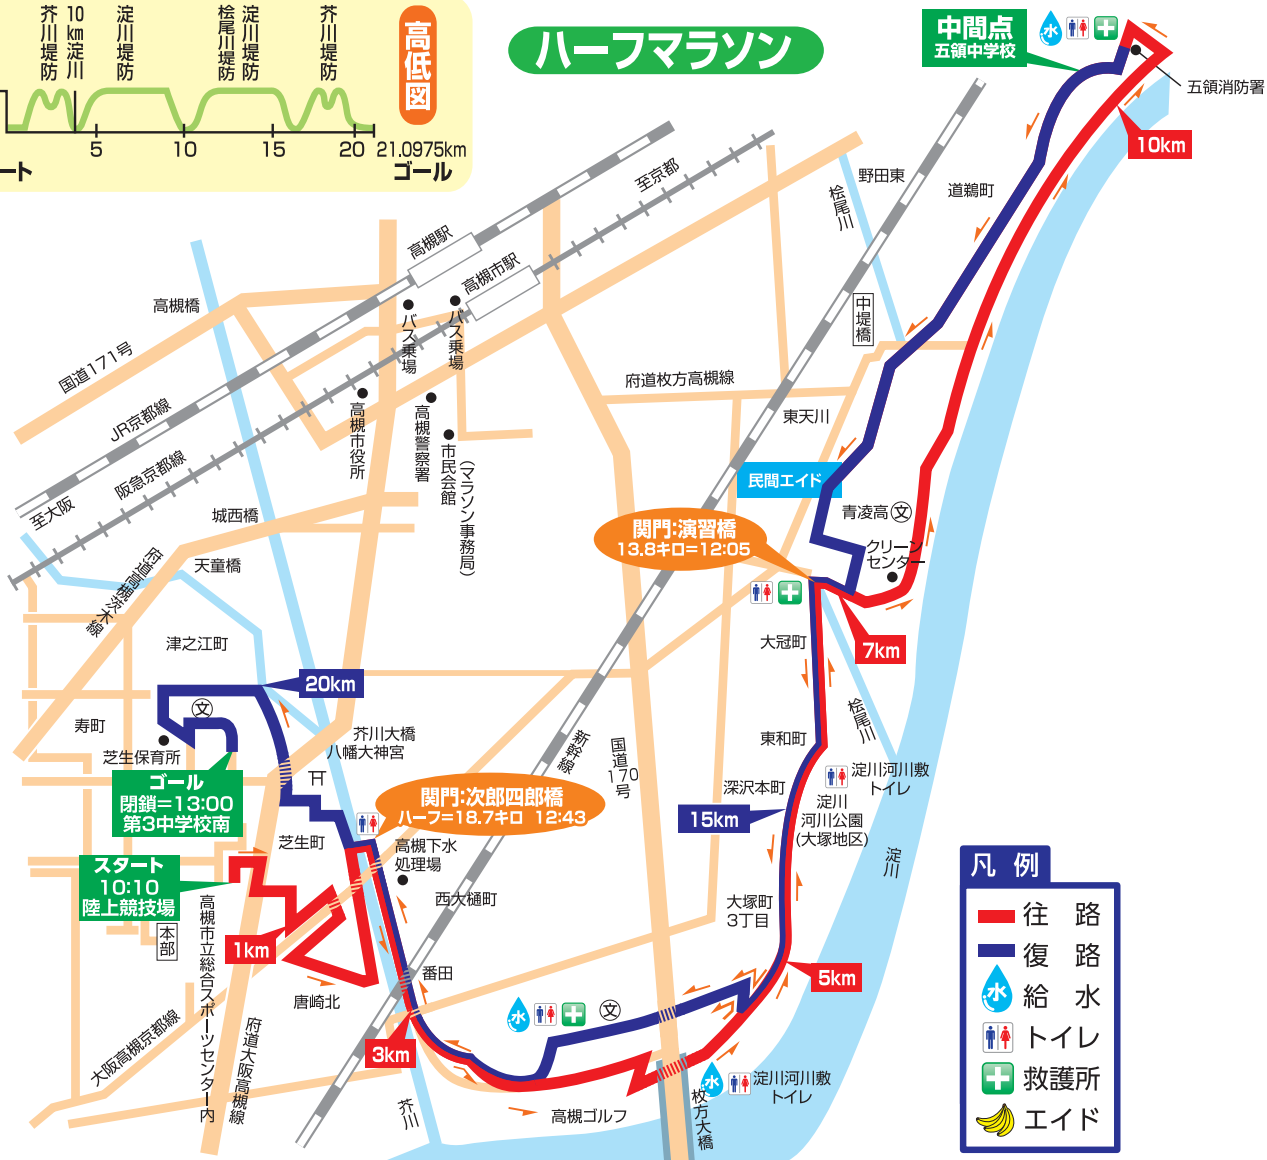 芥川堤防
10km淀川
淀川堤防
桧尾川堤防
淀川堤防
芥川堤防
高低図
5
10
15
20
21.0975km
ート
ゴール
ハーフマラソン
中間点
五領中学校
水
五領消防署
10km
野田東
桧尾川
道鵜町
至京都
高槻駅
高槻市駅
高槻橋
バス乗場
バス乗場
中堤橋
国道171号
府道枚方高槻線
JR京都線
高槻市役所
高槻警察署
市民会館
(マラソン事務局)
東天川
阪急京都線
民間エイド
至大阪
城西橋
青凌高
文
関門:演習橋
13.8キロ=12:05
クリーン
センター
府道高槻茨木線
天童橋
津之江町
大冠町
7km
20km
文
寿町
芝生保育所
芥川大橋
八幡大神宮
新幹線
国道170号
東和町
桧尾川
ゴール
閉鎖=13:00
第3中学校南
関門:次郎四郎橋
ハーフ=18.7キロ 12:43
深沢本町
淀川河川敷
トイレ
15km
淀川
河川公園
(大塚地区)
芝生町
高槻下水
処理場
淀川
スタート
10:10
陸上競技場
西大樋町
大塚町
3丁目
凡例
往路
復路
水
給水
トイレ
救護所
エイド
本部
高槻市立総合スポーツセンター内
1km
唐崎北
番田
5km
水
文
大阪高槻京都線
府道大阪高槻線
3km
芥川
高槻ゴルフ
水
淀川河川敷
トイレ
枚方大橋